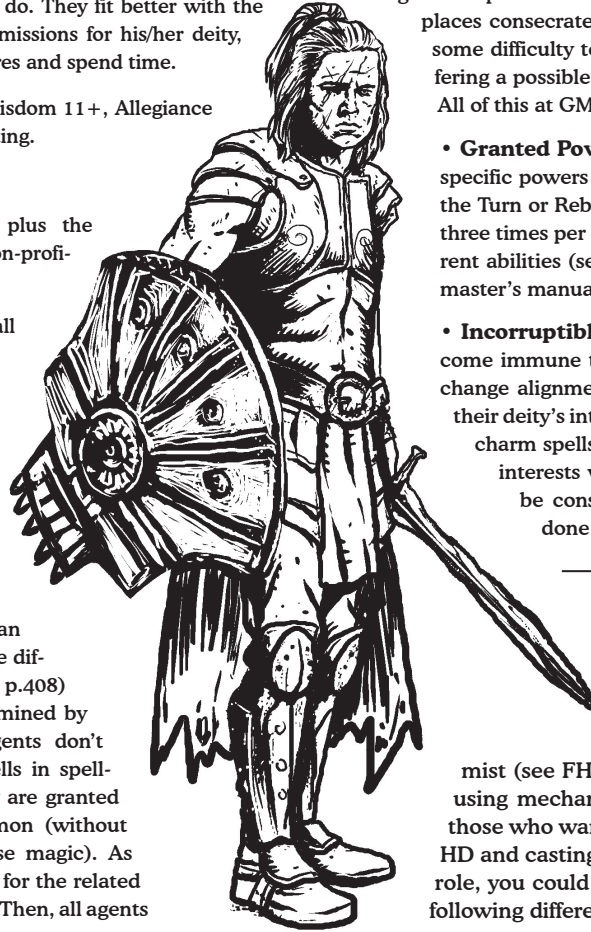 do. They fit better with the
missions for his/her deity,
res and spend time.
isdom 11+, Allegiance
ing.
plus the
on-profi-
all
an
e dif-
p.408)
mined by
gents don't
lls in spell-
are granted
mon (without
se magic). As
for the related
Then, all agents
places consecrate
some difficulty to
fering a possible
All of this at GM
• Granted Pov
specific powers
the Turn or Reb
three times per
rent abilities (se
master's manua
• Incorruptibl
come immune t
change alignme
their deity's int
charm spells
interests v
be cons
done
mist (see FH
using mechar
those who wan
HD and casting
role, you could
following differe